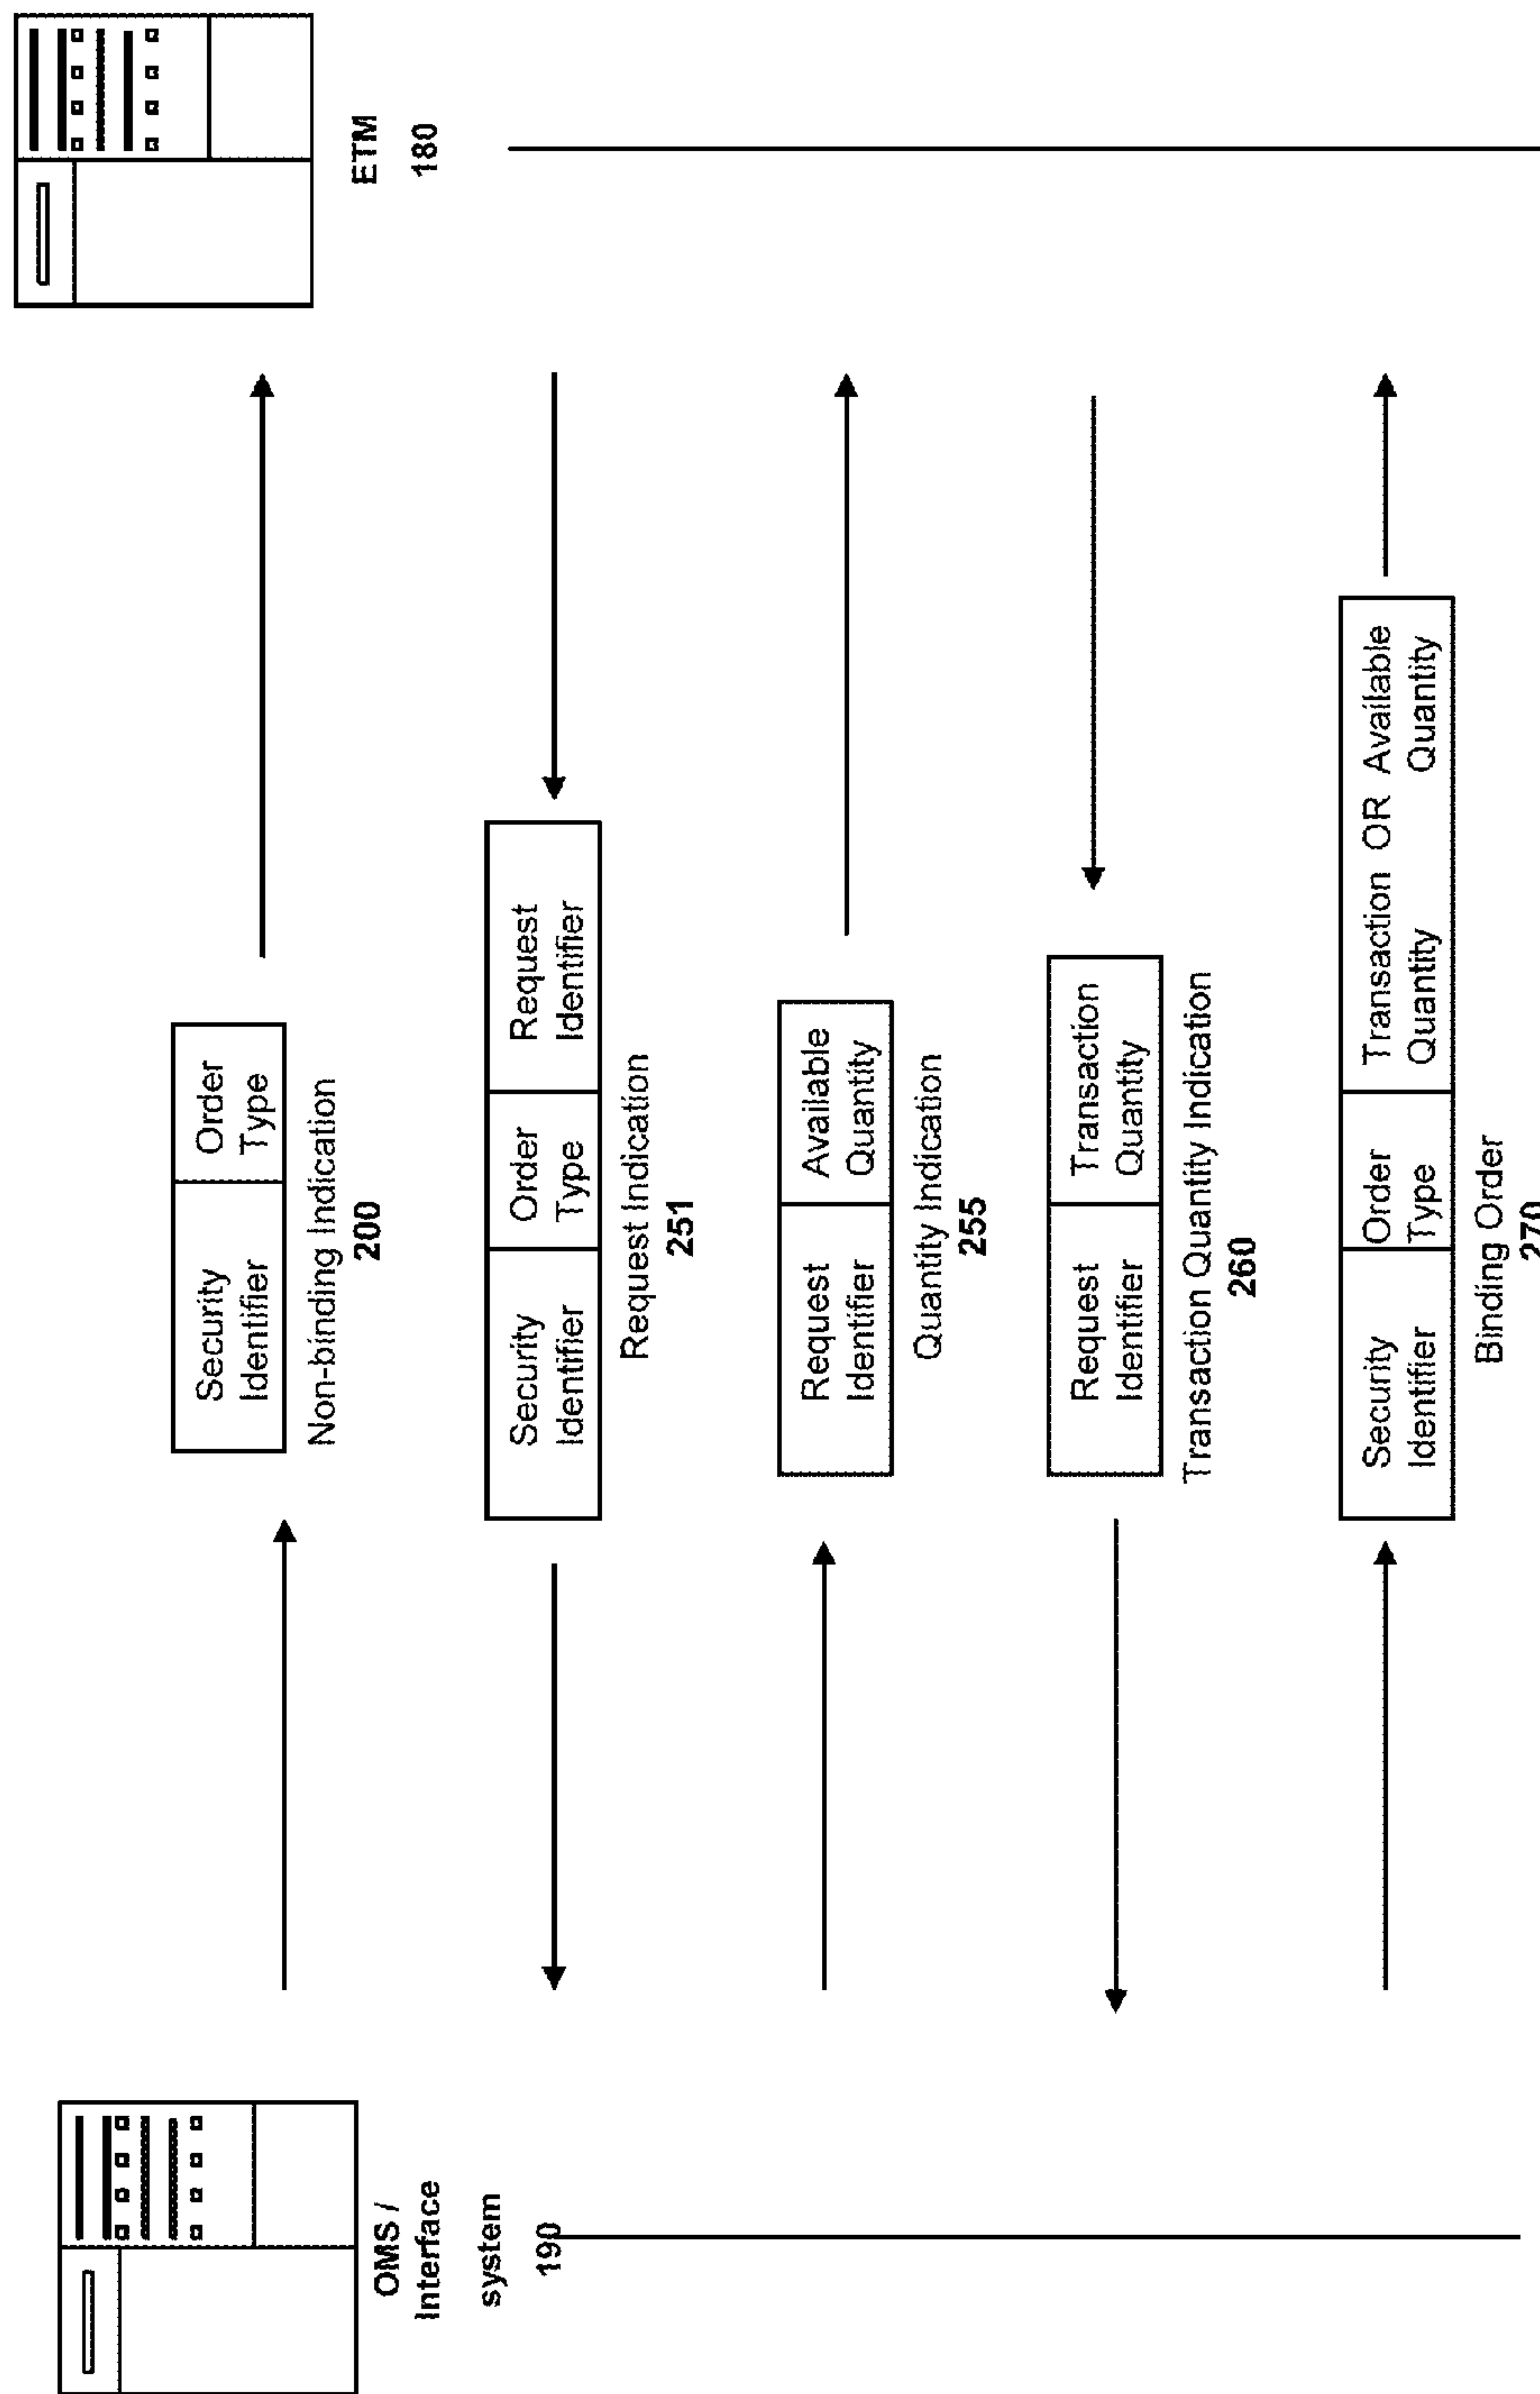 OMS /
Interface
system
190
ETM
180
Security
Identifier
Order
Type
Non-binding Indication
200
Security
Identifier
Order
Type
Request
Identifier
Request Indication
251
Request
Identifier
Available
Quantity
Quantity Indication
255
Request
Identifier
Transaction
Quantity
Transaction Quantity Indication
260
Security
Identifier
Order
Type
Transaction OR Available
Quantity Quantity
Binding Order
270